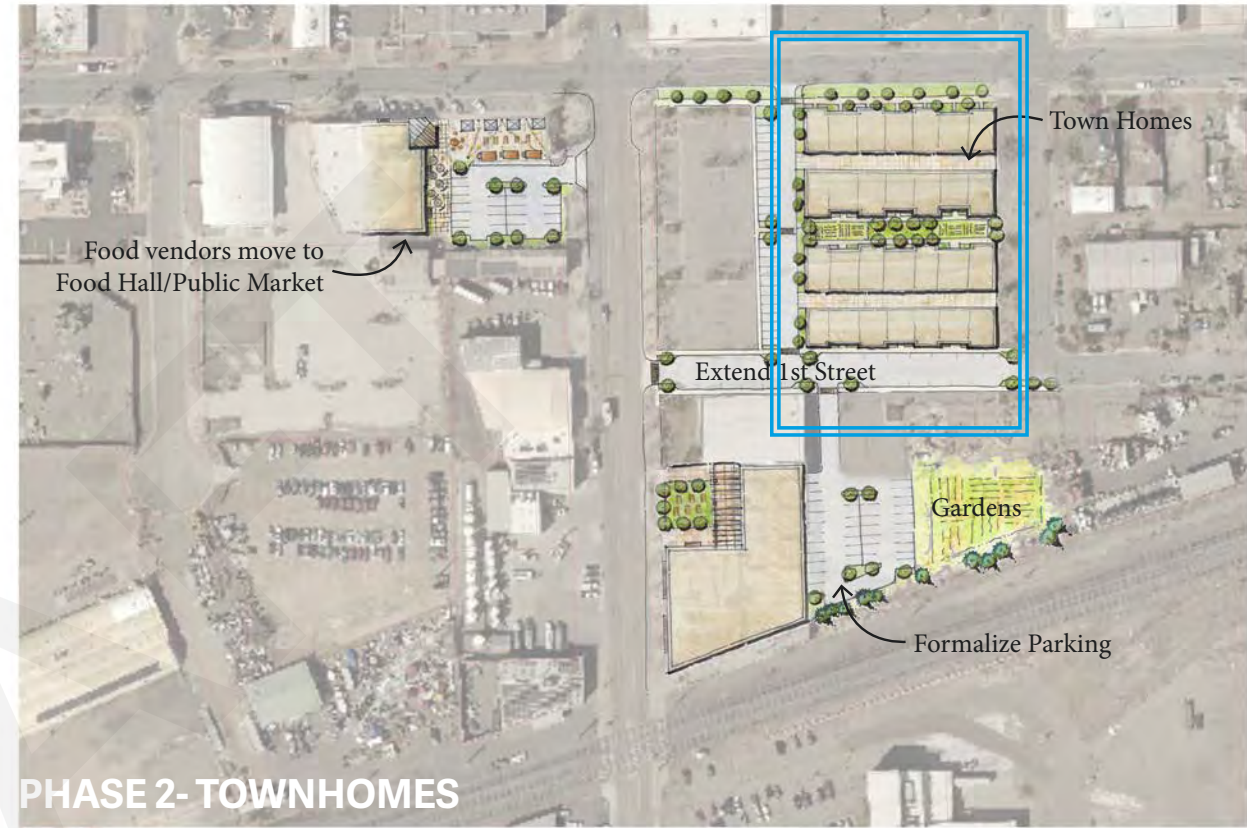 Town Homes
Food vendors move to
Food Hall/Public Market
Extend 1st Street
Gardens
Formalize Parking
PHASE 2- TOWNHOMES